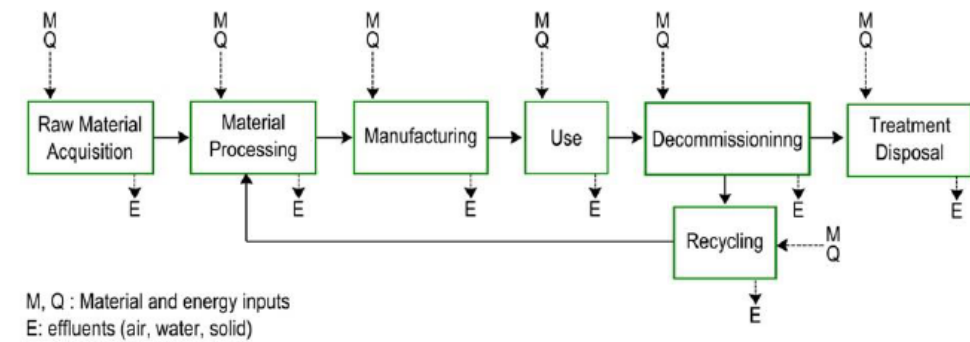 M
Q
M
Q
M
Q
M
Q
M
Q
M
Q
Raw Material
Acquisition
Material
Processing
Manufacturing
Use
Decommissioninng
Treatment
Disposal
E
E
E
E
E
E
Recycling
M
Q
E
M, Q : Material and energy inputs
E: effluents (air, water, solid)